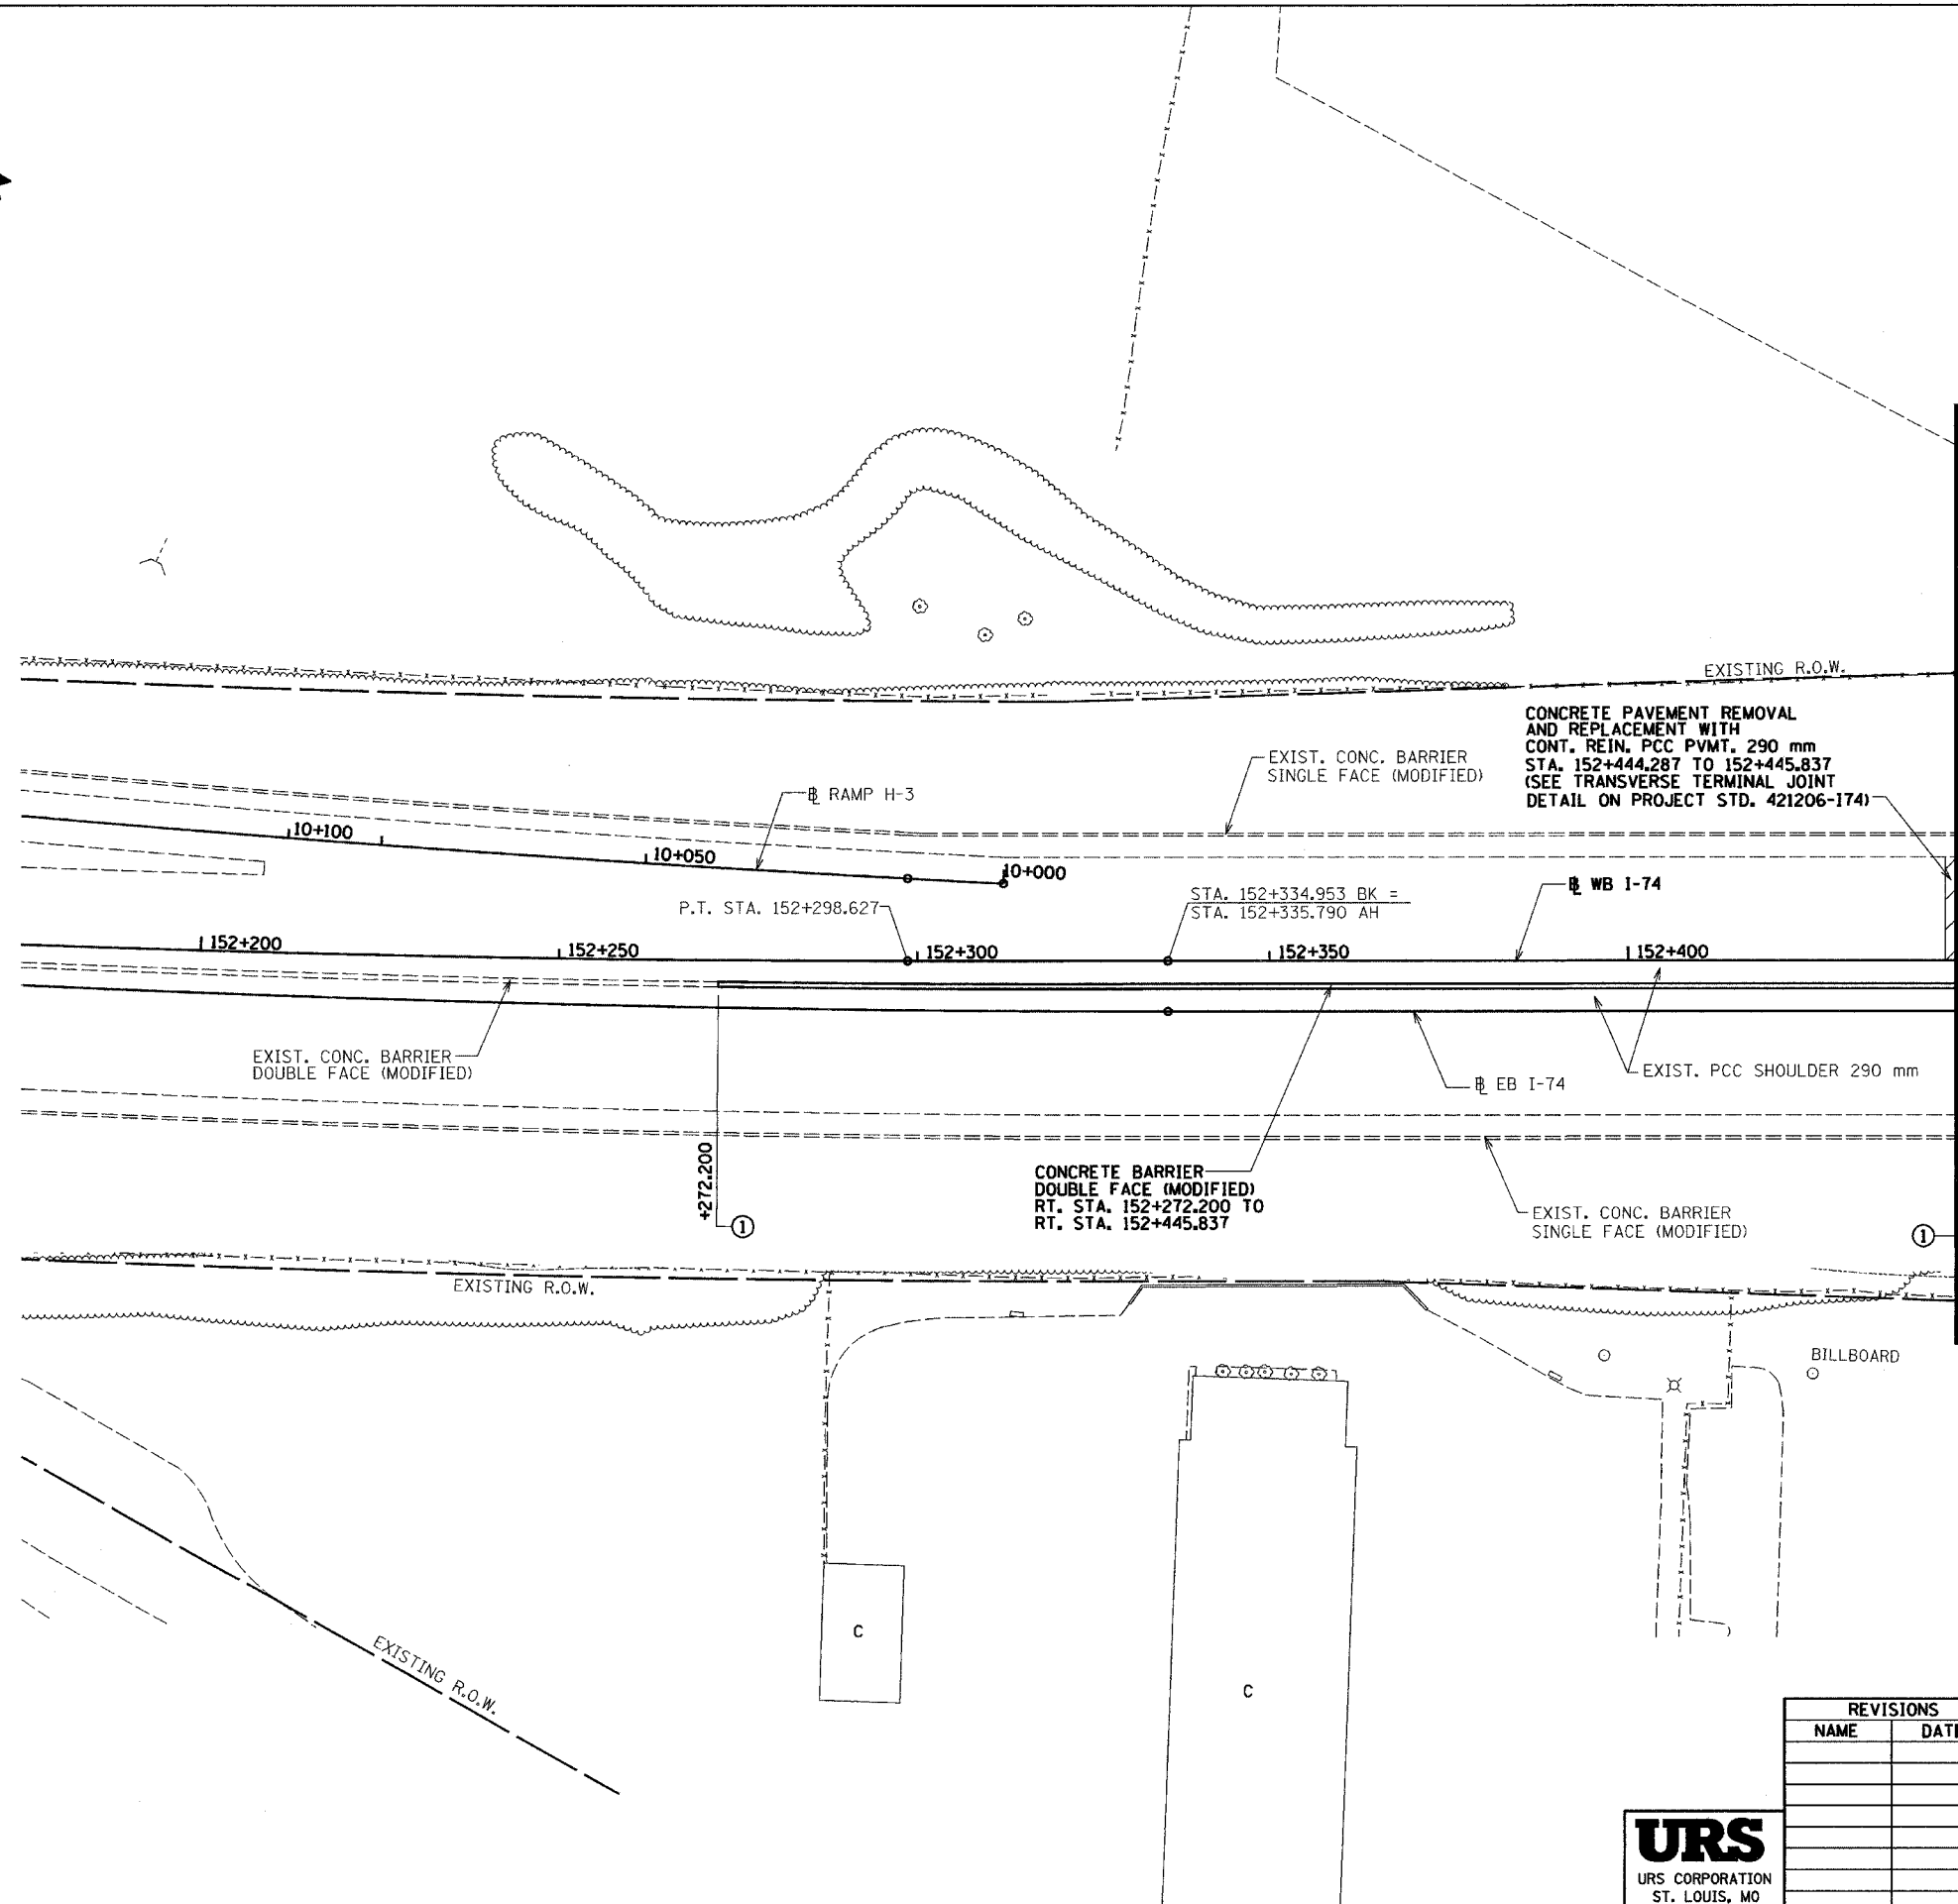 EXISTING R.O.W.
CONCRETE PAVEMENT REMOVAL
AND REPLACEMENT WITH
CONT. REIN. PCC PVMT. 290 mm
STA. 152+444.287 TO 152+445.837
(SEE TRANSVERSE TERMINAL JOINT
DETAIL ON PROJECT STD. 421206-I74)
EXIST. CONC. BARRIER
SINGLE FACE (MODIFIED)
℄ RAMP H-3
10+100
10+050
10+000
P.T. STA. 152+298.627
STA. 152+334.953 BK =
STA. 152+335.790 AH
℄ WB I-74
152+200
152+250
152+300
152+350
152+400
EXIST. CONC. BARRIER
DOUBLE FACE (MODIFIED)
℄ EB I-74
EXIST. PCC SHOULDER 290 mm
+272.200
1
CONCRETE BARRIER
DOUBLE FACE (MODIFIED)
RT. STA. 152+272.200 TO
RT. STA. 152+445.837
EXIST. CONC. BARRIER
SINGLE FACE (MODIFIED)
1
EXISTING R.O.W.
BILLBOARD
C
C
EXISTING R.O.W.
REVISIONS
NAME DAT
URS
URS CORPORATION
ST. LOUIS, MO